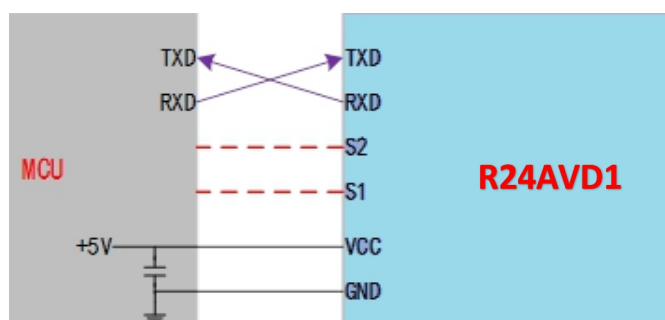 TXD
TXD
RXD
RXD
S2
MCU
R24AVD1
S1
+5V
VCC
GND